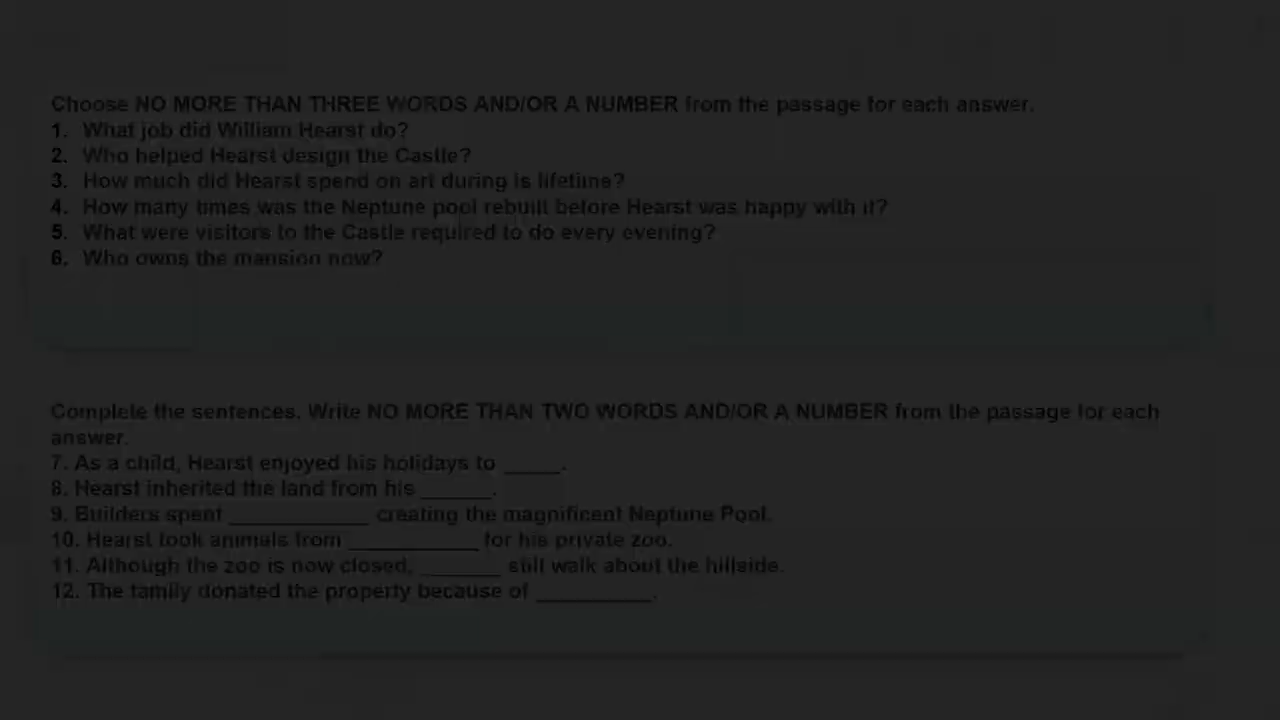 Choose NO MORE THAN THREE WORDS AND/OR A NUMBER from the passage for each answer.
1. What job did William Hearst do?
2. Who helped Hearst design the Castle?
3. How much did Hearst spend on art during is lifetime?
4. How many times was the Neptune pool rebuilt before Hearst was happy with it?
5. What were visitors to the Castle required to do every evening?
6. Who owns the mansion now?
Complete the sentences. Write NO MORE THAN TWO WORDS AND/OR A NUMBER from the passage for each
answer.
7. As a child, Hearst enjoyed his holidays to _____.
8. Hearst inherited the land from his ______.
9. Builders spent ____________ creating the magnificent Neptune Pool.
10. Hearst took animals from ___________ for his private zoo.
11. Although the zoo is now closed, _______ still walk about the hillside.
12. The family donated the property because of __________.